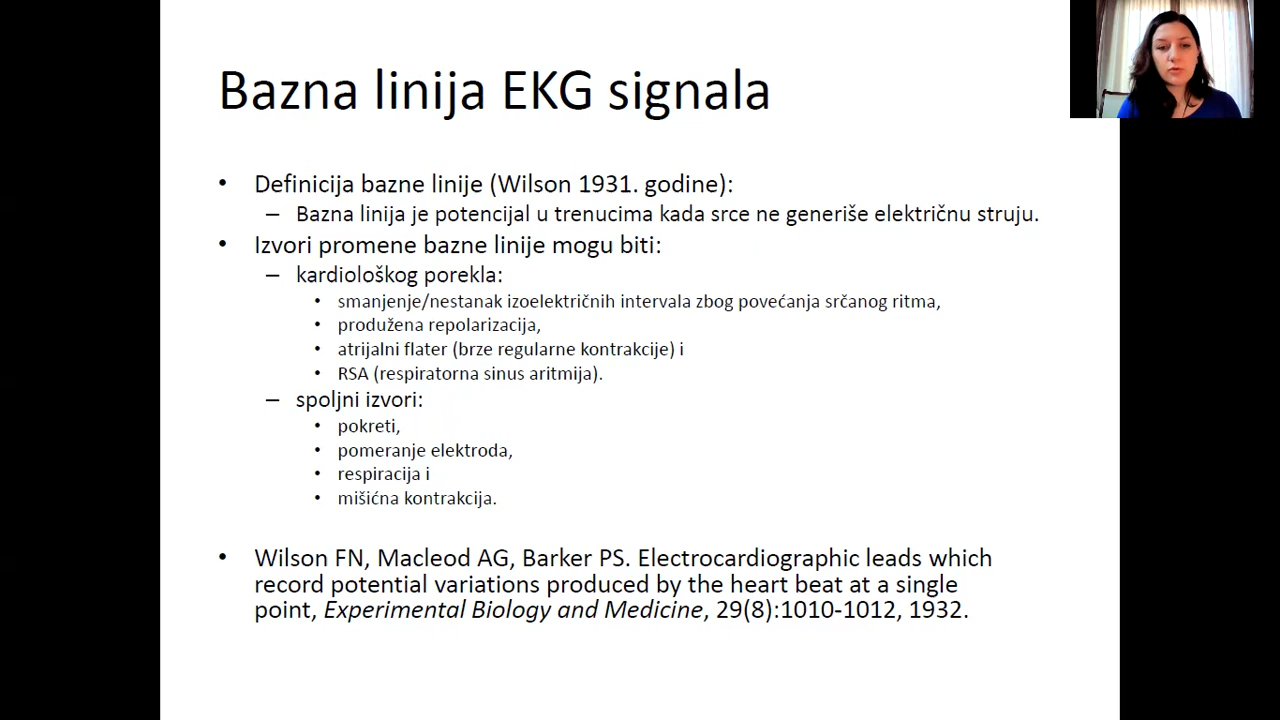 Bazna linija EKG signala
• Definicija bazne linije (Wilson 1931. godine):
– Bazna linija je potencijal u trenucima kada srce ne generiše električnu struju.
• Izvori promene bazne linije mogu biti:
– kardiološkog porekla:
• smanjenje/nestanak izoelektričnih intervala zbog povećanja srčanog ritma,
• produžena repolarizacija,
• atrijalni flater (brze regularne kontrakcije) i
• RSA (respiratorna sinus aritmija).
– spoljni izvori:
• pokreti,
• pomeranje elektroda,
• respiracija i
• mišićna kontrakcija.
• Wilson FN, Macleod AG, Barker PS. Electrocardiographic leads which
record potential variations produced by the heart beat at a single
point, Experimental Biology and Medicine, 29(8):1010-1012, 1932.